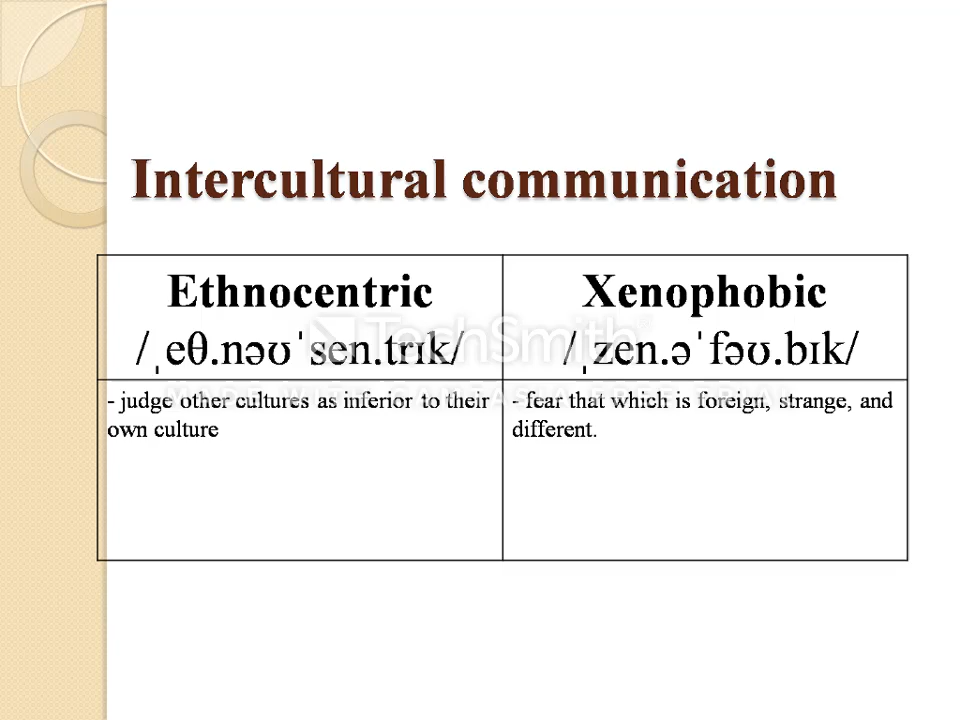 Intercultural communication
Ethnocentric
/ˌeθ.nəʊˈsen.trɪk/
Xenophobic
/ˌzen.əˈfəʊ.bɪk/
- judge other cultures as inferior to their
own culture
- fear that which is foreign, strange, and
different.
TechSmith